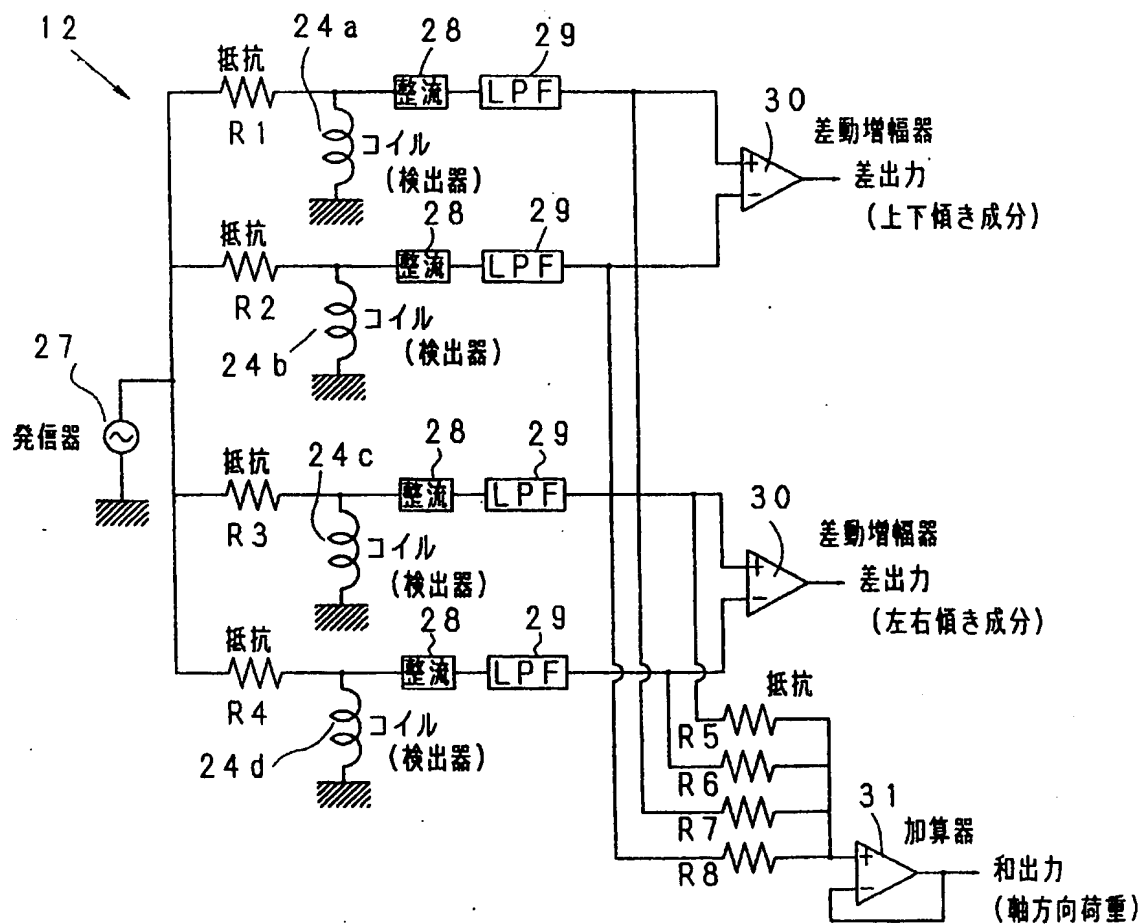 12
抵抗
24a
28
29
整流
LPF
R1
コイル
(検出器)
30
差動増幅器
+
−
差出力
(上下傾き成分)
抵抗
28
29
整流
LPF
R2
コイル
(検出器)
24b
27
発信器
抵抗
24c
28
29
整流
LPF
R3
コイル
(検出器)
30
差動増幅器
+
−
差出力
(左右傾き成分)
抵抗
28
29
整流
LPF
R4
コイル
(検出器)
24d
抵抗
R5
R6
R7
R8
31
加算器
+
−
和出力
(軸方向荷重)